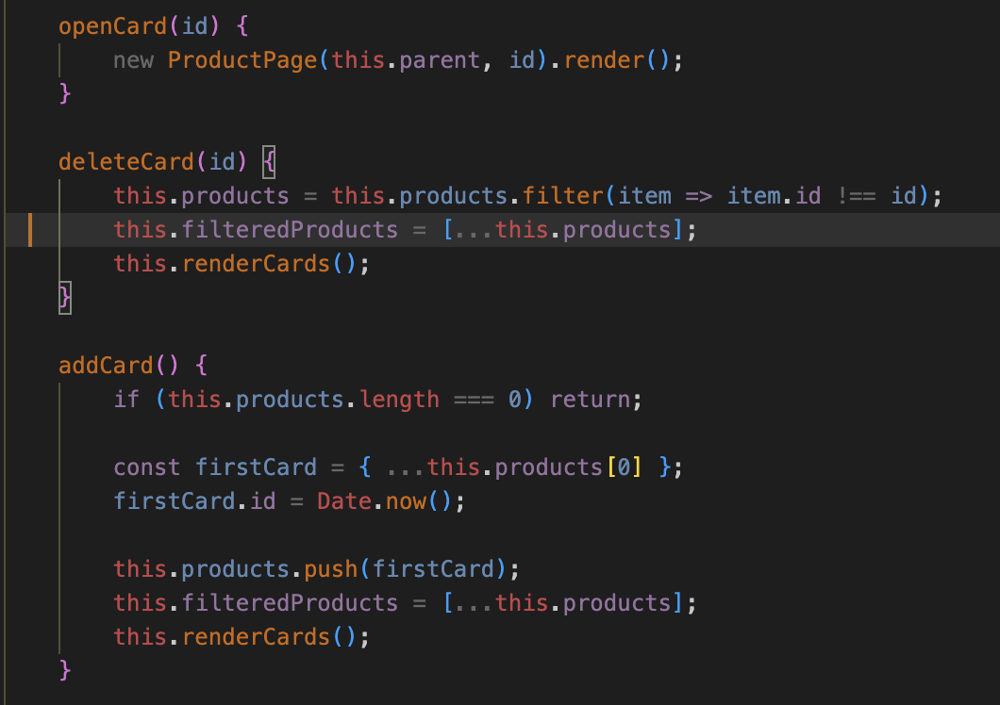 openCard(id) {
new ProductPage(this.parent, id).render();
}
deleteCard(id) {
this.products = this.products.filter(item => item.id !== id);
this.filteredProducts = [...this.products];
this.renderCards();
}
addCard() {
if (this.products.length === 0) return;
const firstCard = { ...this.products[0] };
firstCard.id = Date.now();
this.products.push(firstCard);
this.filteredProducts = [...this.products];
this.renderCards();
}